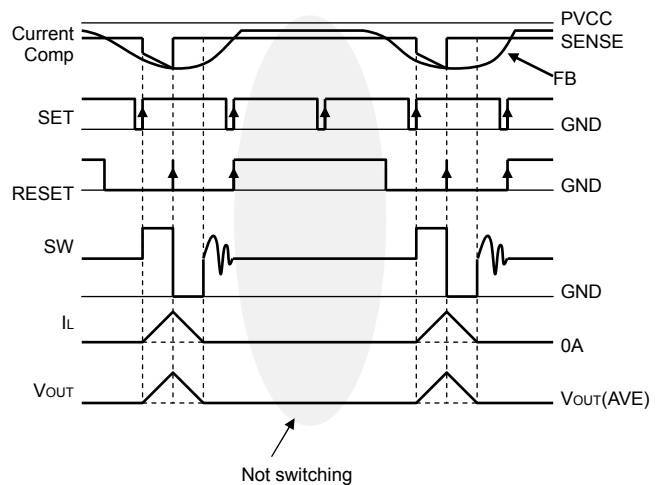 PVCC
Current
Comp
SENSE
FB
SET
GND
RESET
GND
SW
GND
IL
0A
VOUT
VOUT(AVE)
Not switching